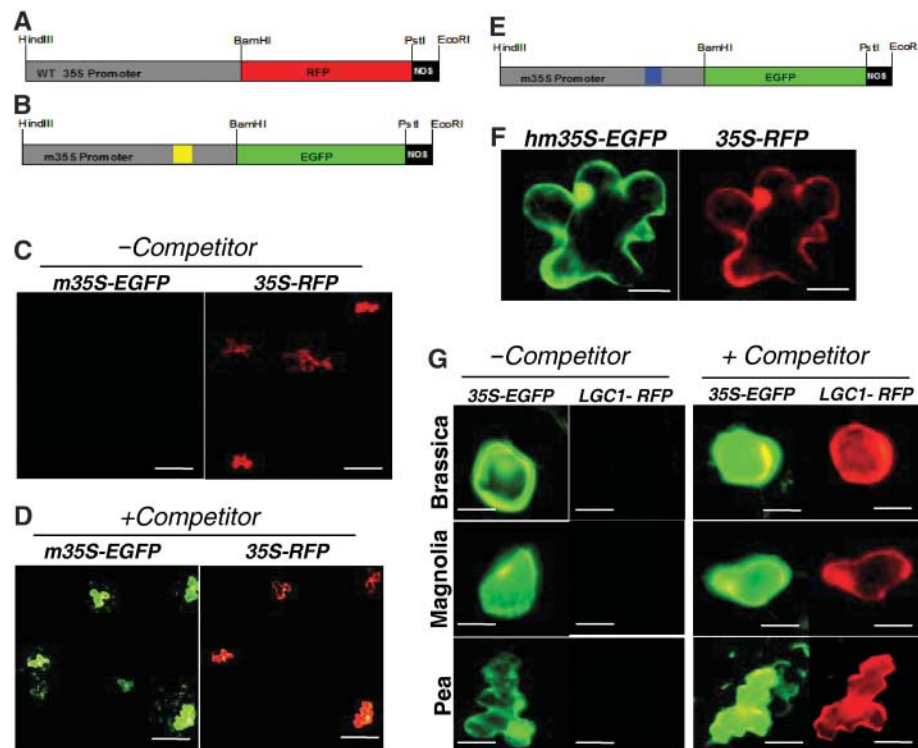 A
HindIII BamHI PstI EcoRI
WT 35S Promoter RFP NOS
B
HindIII BamHI PstI EcoRI
m35S Promoter EGFP NOS
C
–Competitor
m35S-EGFP 35S-RFP
D
+Competitor
m35S-EGFP 35S-RFP
E
HindIII BamHI PstI EcoR
m35S Promoter EGFP NOS
F
hm35S-EGFP 35S-RFP
G
–Competitor + Competitor
35S-EGFP LGC1- RFP 35S-EGFP LGC1- RFP
Brassica
Magnolia
Pea